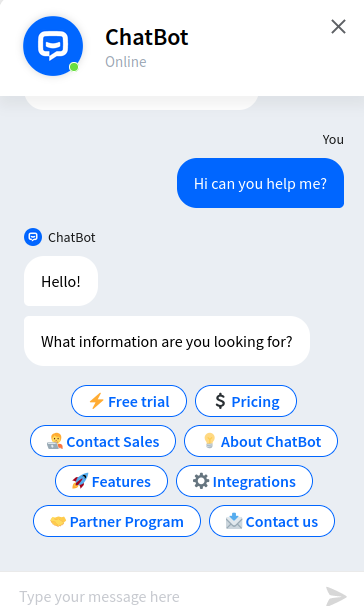 ChatBot
Online
You
Hi can you help me?
ChatBot
Hello!
What information are you looking for?
⚡ Free trial
$ Pricing
Contact Sales
About ChatBot
Features
Integrations
Partner Program
Contact us
Type your message here